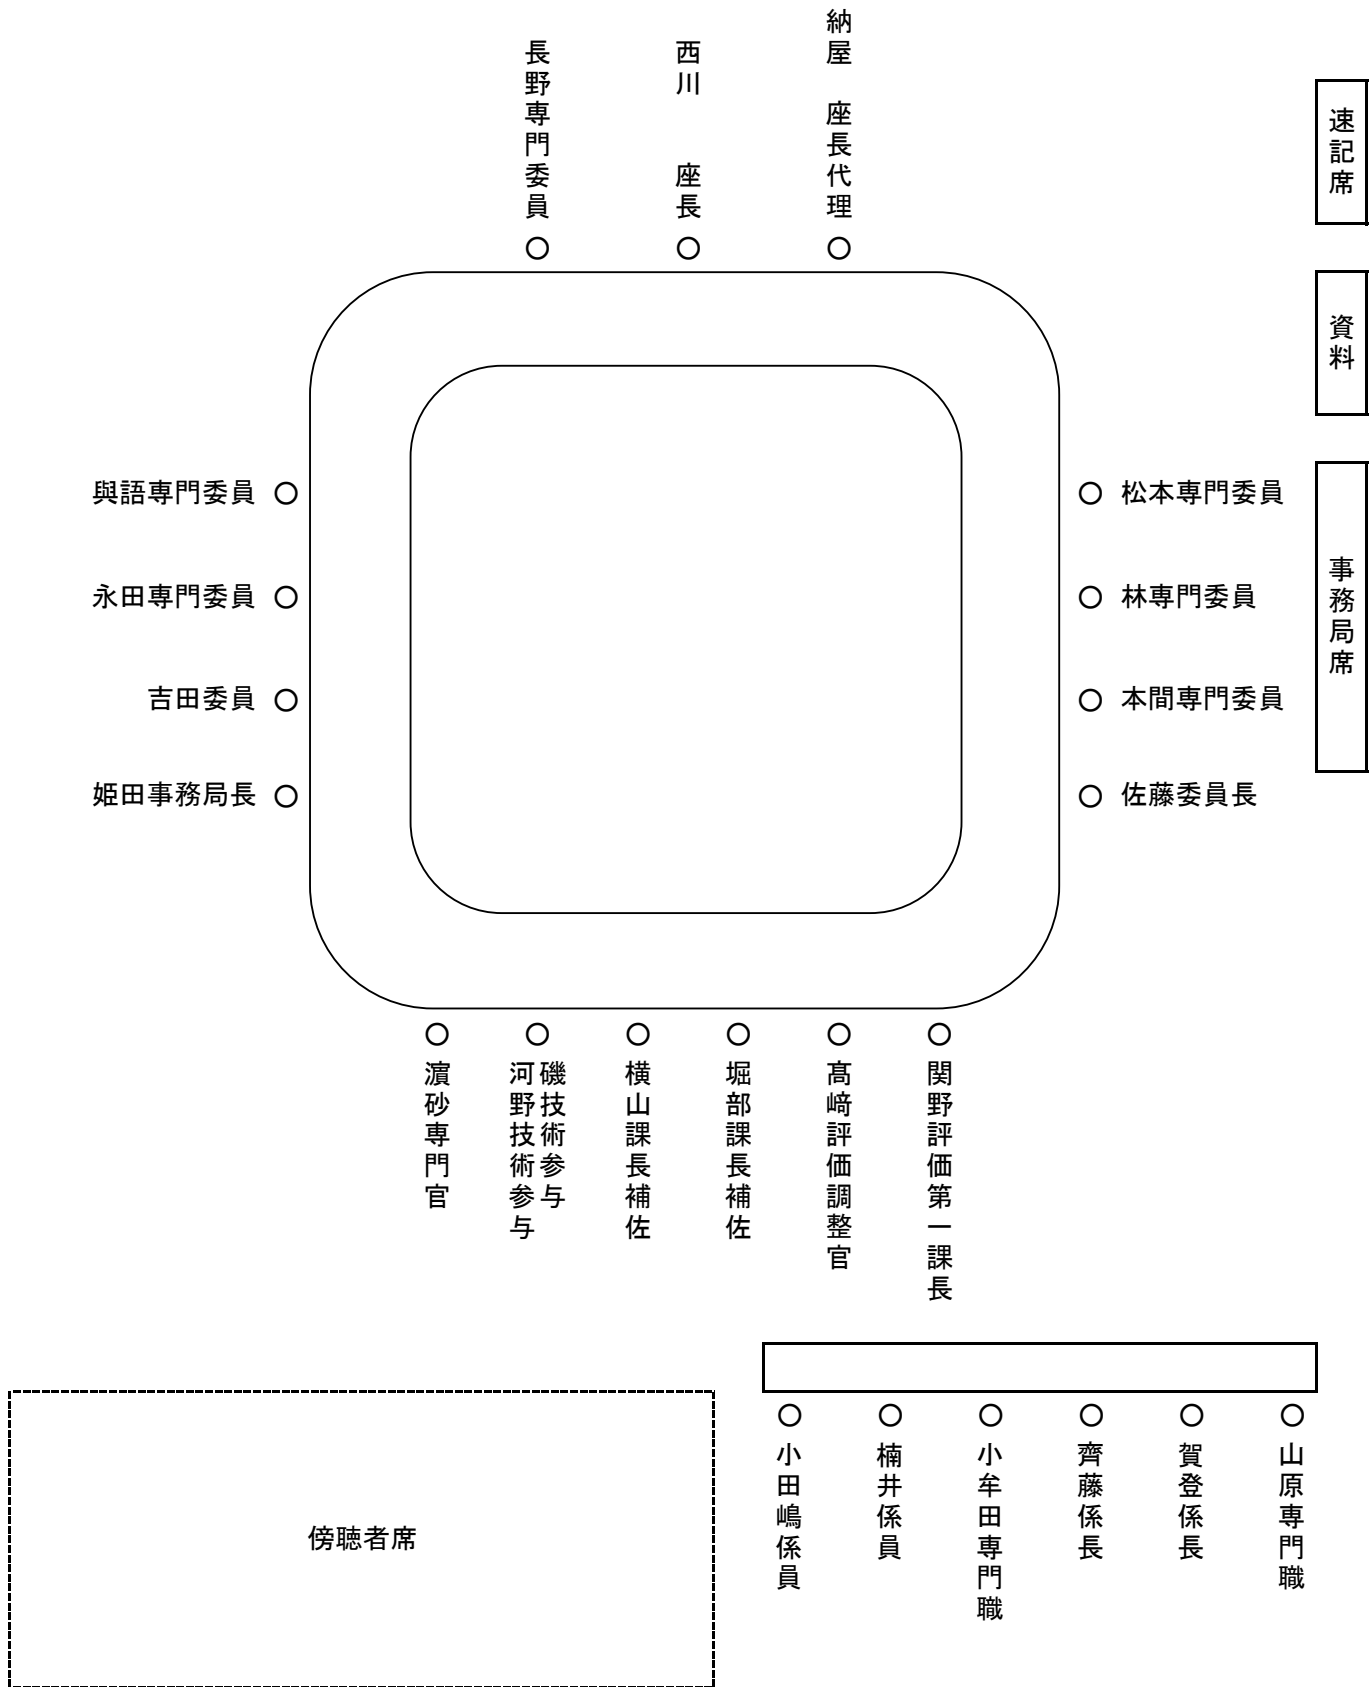 長野専門委員
西川　座長
納屋　座長代理
速記席
資料
事務局席
與語専門委員
永田専門委員
吉田委員
姫田事務局長
松本専門委員
林専門委員
本間専門委員
佐藤委員長
濵砂専門官
磯技術参与
河野技術参与
横山課長補佐
堀部課長補佐
髙﨑評価調整官
関野評価第一課長
小田嶋係員
楠井係員
小牟田専門職
齊藤係長
賀登係長
山原専門職
傍聴者席